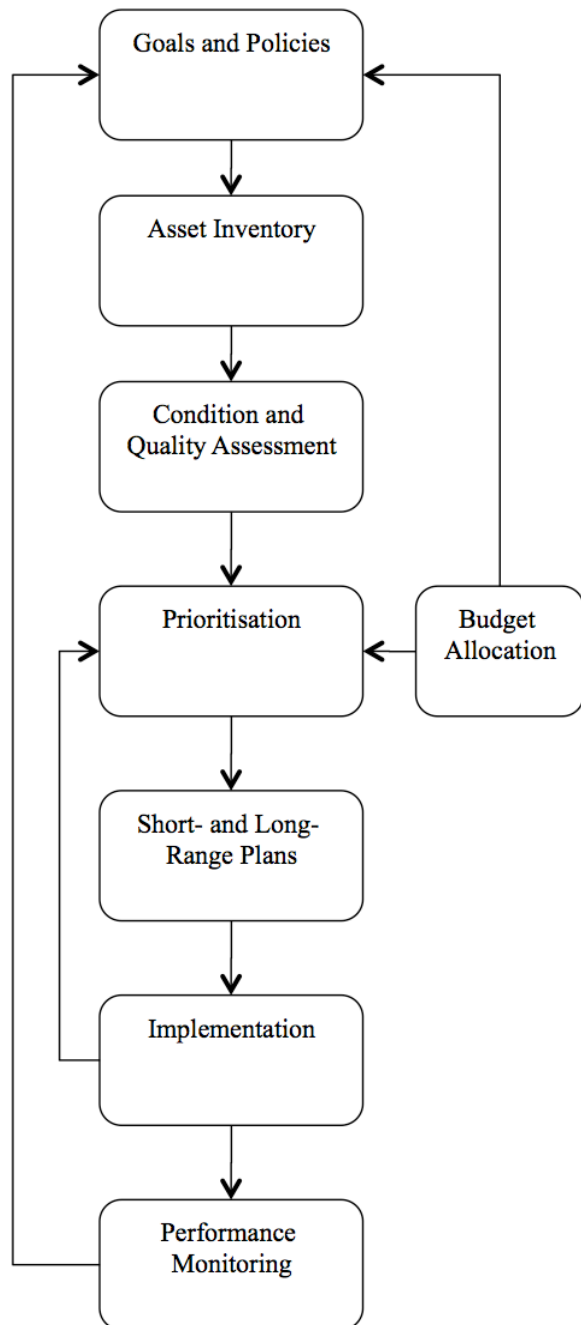 Goals and Policies
Asset Inventory
Condition and
Quality Assessment
Prioritisation
Budget
Allocation
Short- and Long-
Range Plans
Implementation
Performance
Monitoring